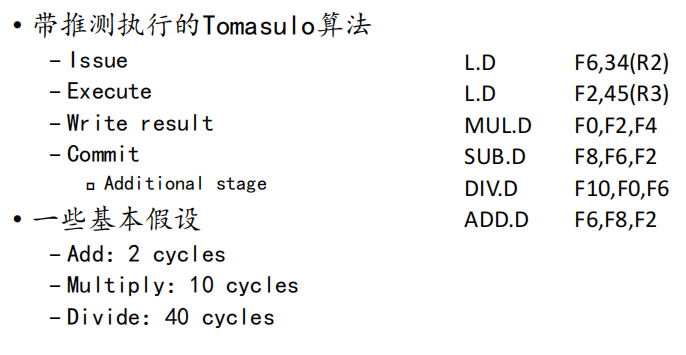 • 带推测执行的Tomasulo算法
– Issue
– Execute
– Write result
– Commit
▯ Additional stage
• 一些基本假设
– Add: 2 cycles
– Multiply: 10 cycles
– Divide: 40 cycles
L.D F6,34(R2)
L.D F2,45(R3)
MUL.D F0,F2,F4
SUB.D F8,F6,F2
DIV.D F10,F0,F6
ADD.D F6,F8,F2